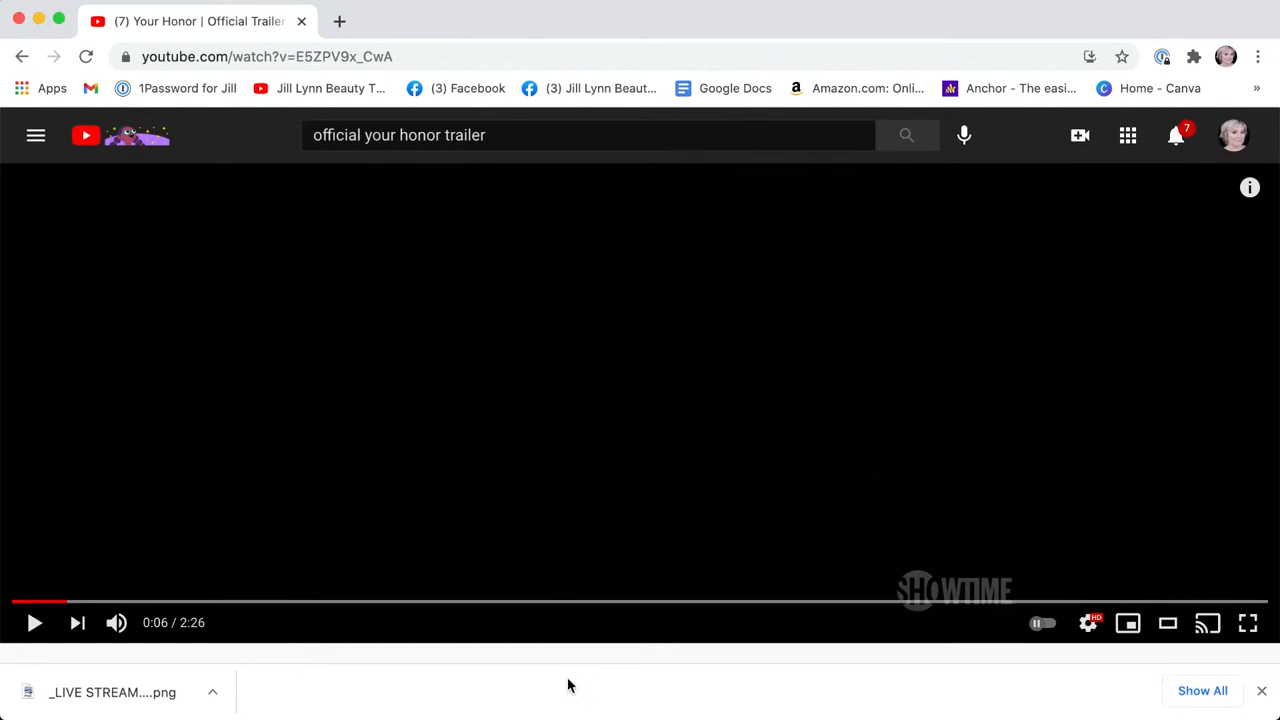 (7) Your Honor | Official Trailer
youtube.com/watch?v=E5ZPV9x_CwA
Apps
1Password for Jill
Jill Lynn Beauty T...
(3) Facebook
(3) Jill Lynn Beaut...
Google Docs
Amazon.com: Onli...
Anchor - The easi...
Home - Canva
»
official your honor trailer
7
SHOWTIME
0:06 / 2:26
HD
_LIVE STREAM....png
Show All